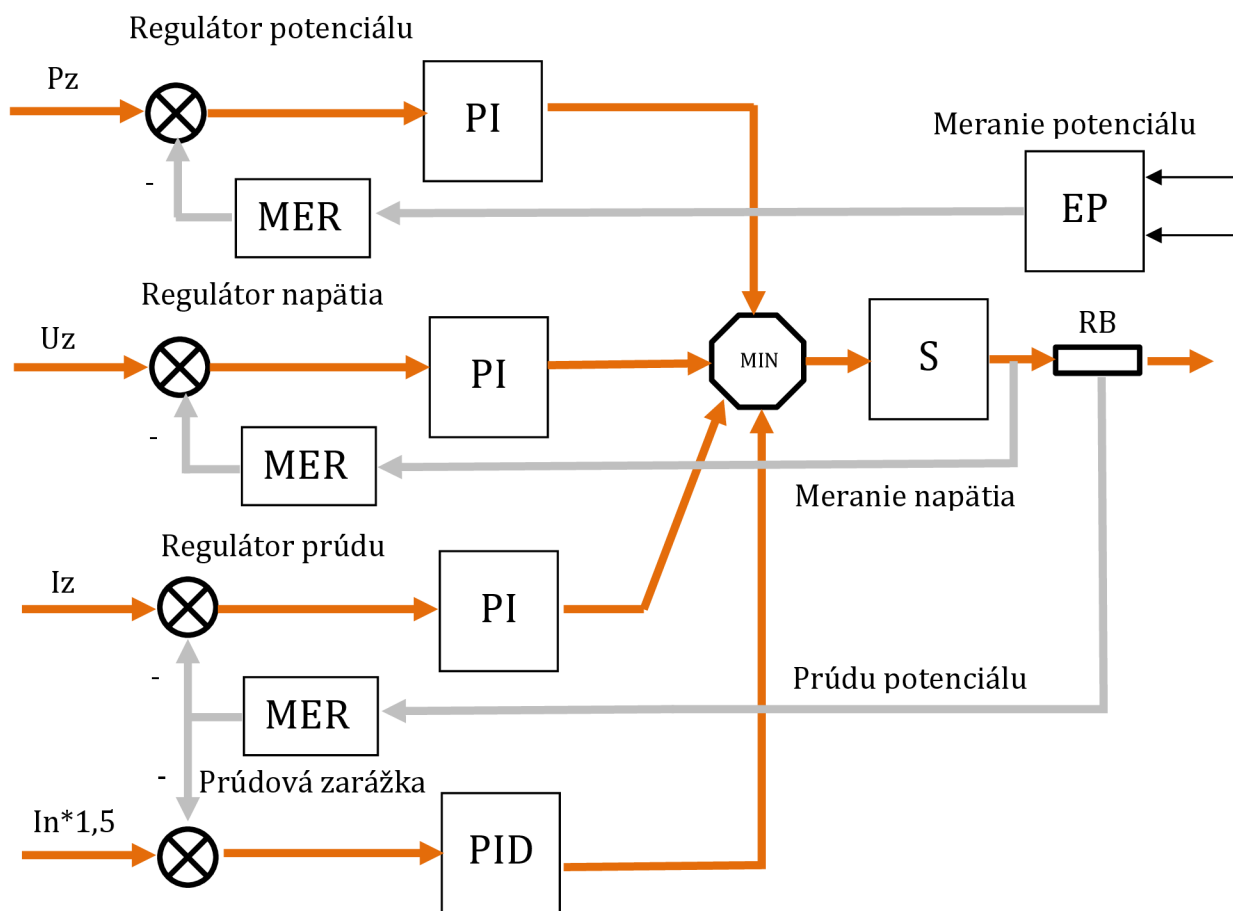 Regulátor potenciálu
Pz
PI
Meranie potenciálu
-
MER
EP
Regulátor napätia
Uz
PI
MIN
S
RB
-
MER
Meranie napätia
Regulátor prúdu
Iz
PI
-
MER
Prúdu potenciálu
-
Prúdová zarážka
In*1,5
PID